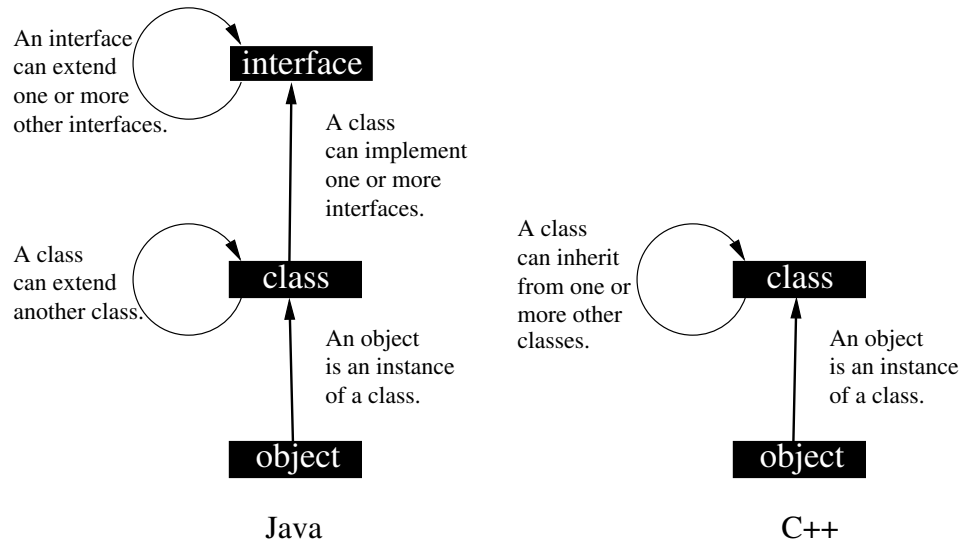 An interface
can extend
one or more
other interfaces.
interface
A class
can implement
one or more
interfaces.
A class
can extend
another class.
class
An object
is an instance
of a class.
object
Java
A class
can inherit
from one or
more other
classes.
class
An object
is an instance
of a class.
object
C++